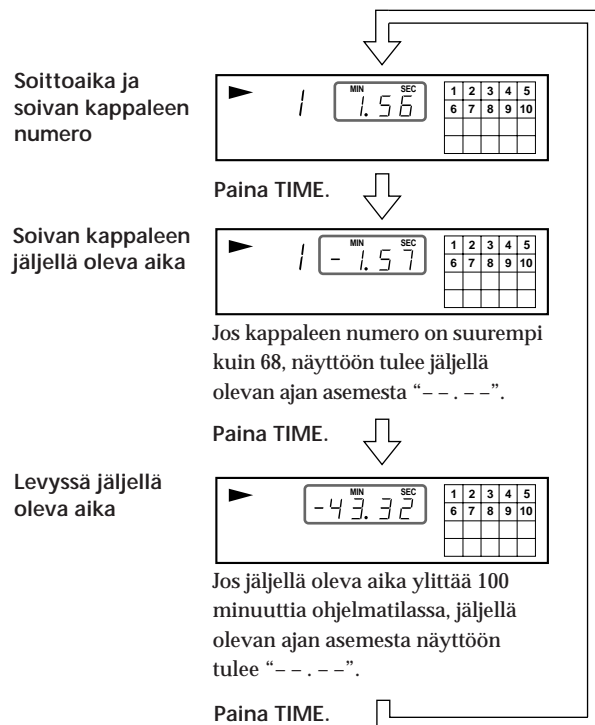 Soittoaika ja
soivan kappaleen
numero
1
MIN SEC
1.56
1 2 3 4 5
6 7 8 9 10
Paina TIME.
Soivan kappaleen
jäljellä oleva aika
1
MIN SEC
- 1.57
1 2 3 4 5
6 7 8 9 10
Jos kappaleen numero on suurempi
kuin 68, näyttöön tulee jäljellä
olevan ajan asemesta “– – . – –”.
Paina TIME.
Levyssä jäljellä
oleva aika
MIN SEC
-43.32
1 2 3 4 5
6 7 8 9 10
Jos jäljellä oleva aika ylittää 100
minuuttia ohjelmatilassa, jäljellä
olevan ajan asemesta näyttöön
tulee “– – . – –”.
Paina TIME.